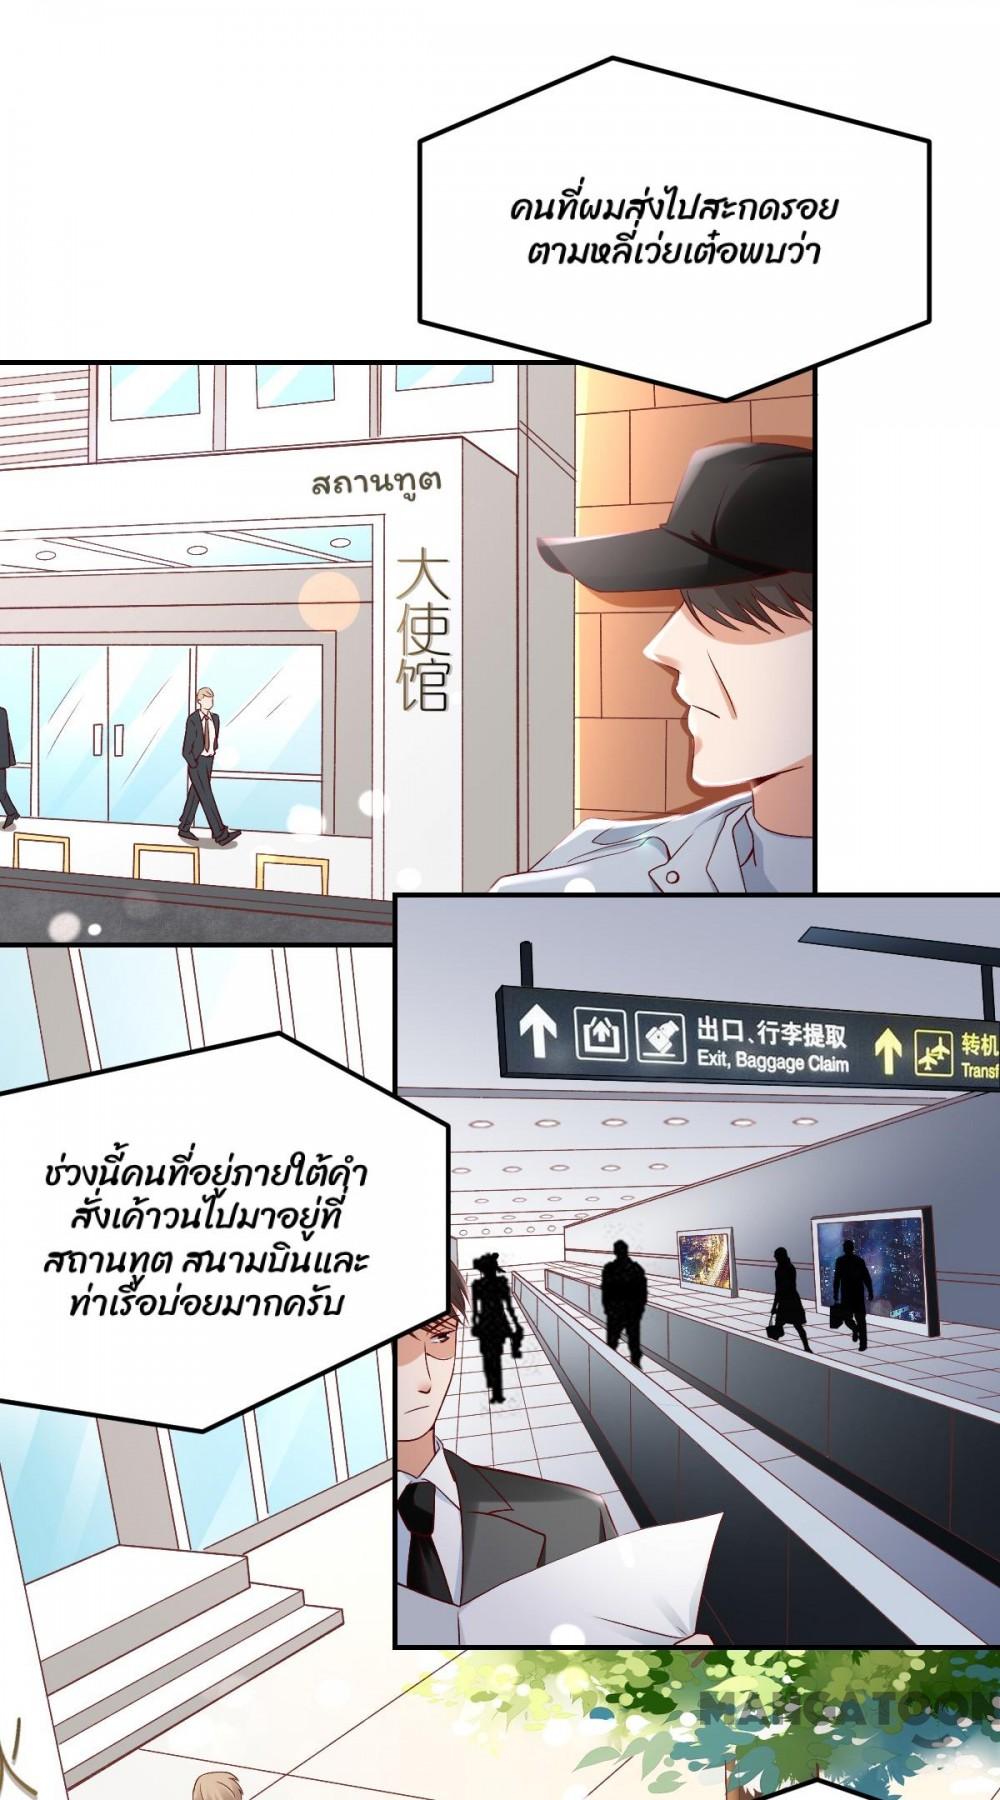 คนที่ผมส่งไปสะกดรอย
ตามหลี่เว่ยเต๋อพบว่า
สถานทูต
大使馆
出口、行李提取
Exit, Baggage Claim
转机
Transf
ช่วงนี้คนที่อยู่ภายใต้คำ
สั่งเค้าวนไปมาอยู่ที่
สถานทูต สนามบินและ
ท่าเรือบ่อยมากครับ
MANGATOON